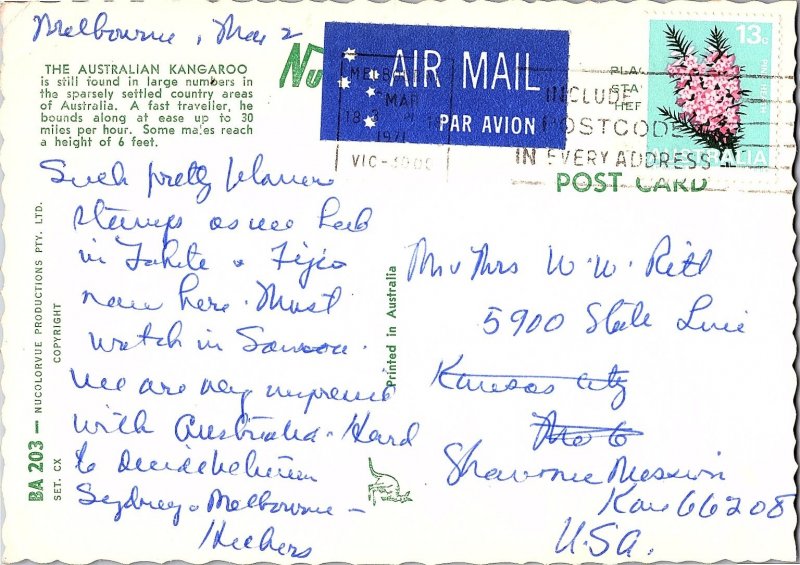 Melbourne, Mar 2
THE AUSTRALIAN KANGAROO
is still found in large numbers in
the sparsely settled country areas
of Australia. A fast traveller, he
bounds along at ease up to 30
miles per hour. Some males reach
a height of 6 feet.
Nu
AIR MAIL
PAR AVION
MAR
1971
VIC-
13c
PINK HEATH
AUSTRALIA
INCLUDE
POSTCODE
IN EVERY ADDRESS
POST CARD
Such pretty
stamps as we had
in Tahiti & Fiji
now here. Must
watch in Samoa.
We are very impressed
with Australia. Hard
to decide between
Sydney & Melbourne —
Mr & Mrs W. W.
5900 State Line
Kansas City
Mo
Shawnee Mission
Kan 66208
U.S.A.
Printed in Australia
BA 203 — NUCOLORVUE PRODUCTIONS PTY. LTD.
SET. CX COPYRIGHT